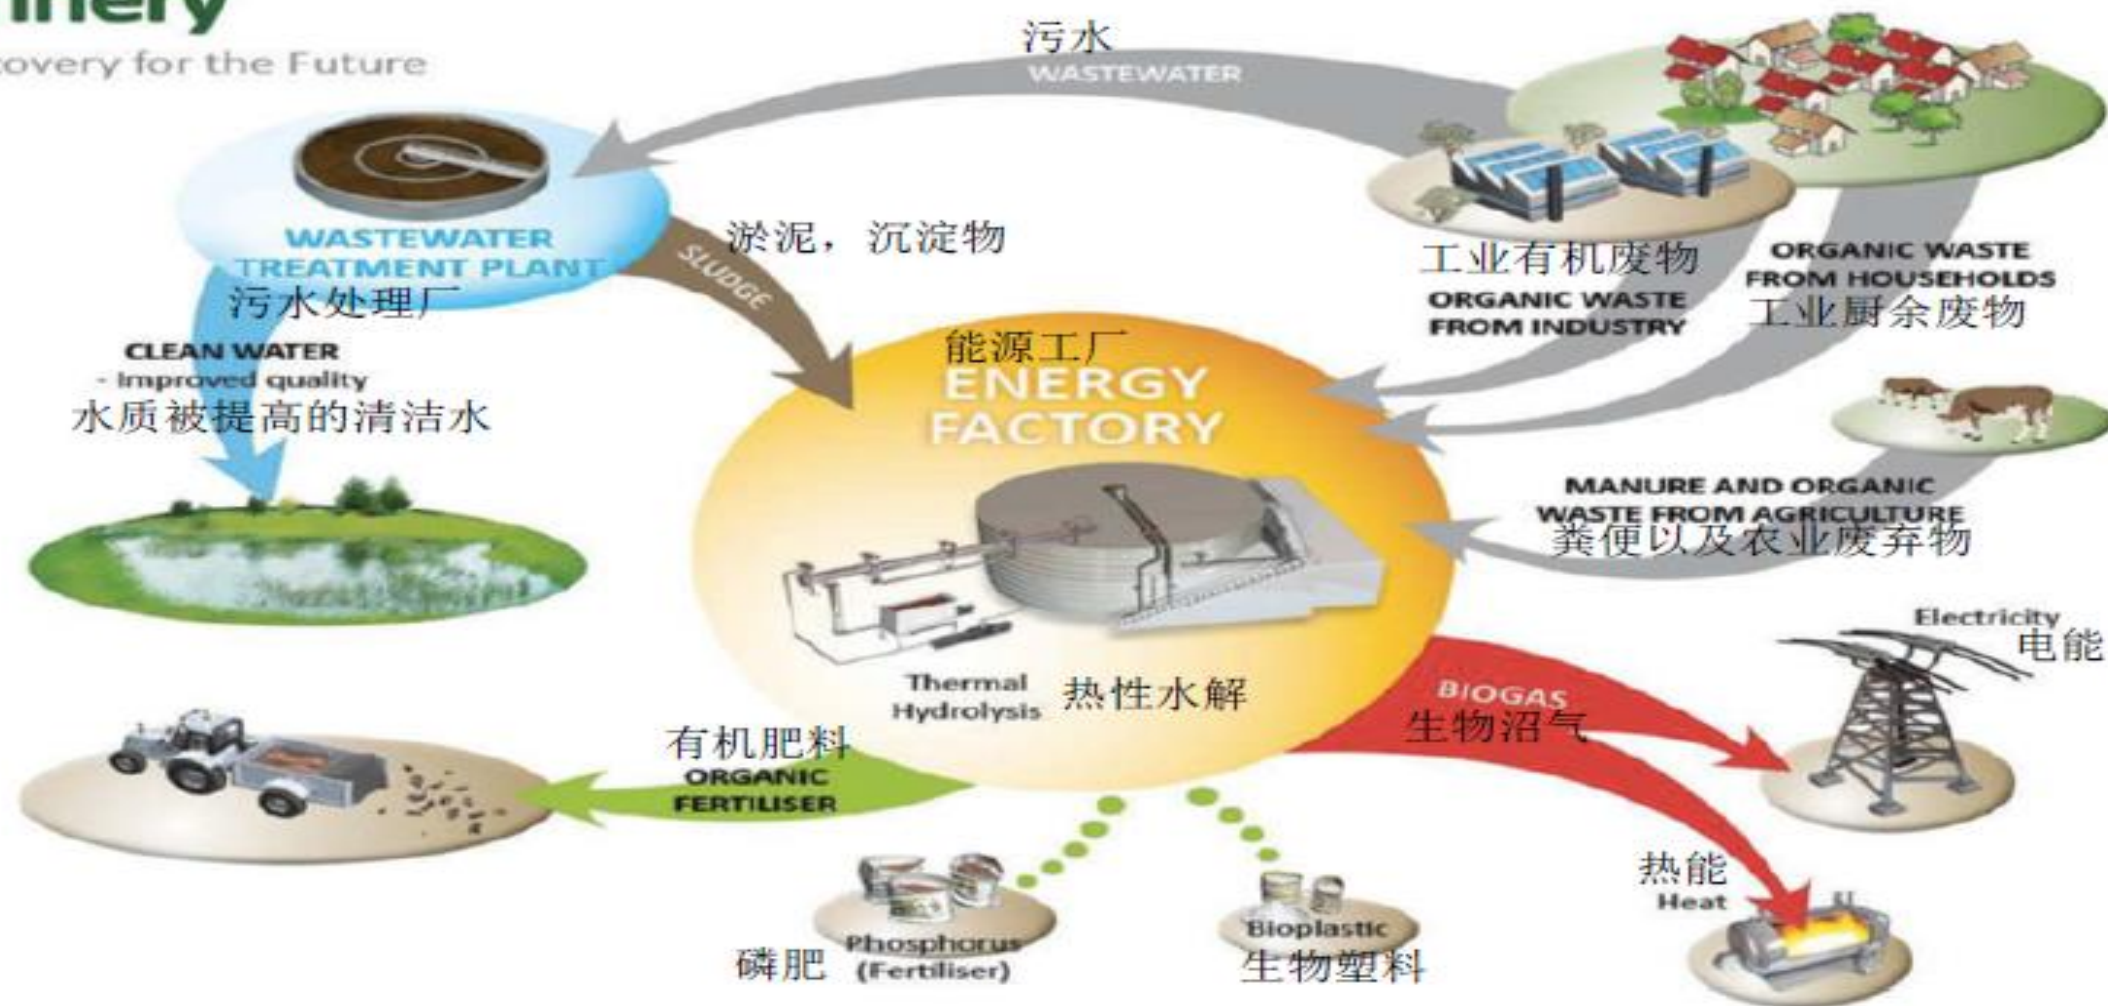 污水
WASTEWATER
WASTEWATER
TREATMENT PLANT
污水处理厂
SLUDGE
淤泥，沉淀物
CLEAN WATER
- Improved quality
水质被提高的清洁水
工业有机废物
ORGANIC WASTE
FROM INDUSTRY
ORGANIC WASTE
FROM HOUSEHOLDS
工业厨余废物
能源工厂
ENERGY
FACTORY
MANURE AND ORGANIC
WASTE FROM AGRICULTURE
粪便以及农业废弃物
Thermal
Hydrolysis
热性水解
Electricity
电能
BIOGAS
生物沼气
有机肥料
ORGANIC
FERTILISER
热能
Heat
Phosphorus
(Fertiliser)
磷肥
Bioplastic
生物塑料
for the Future